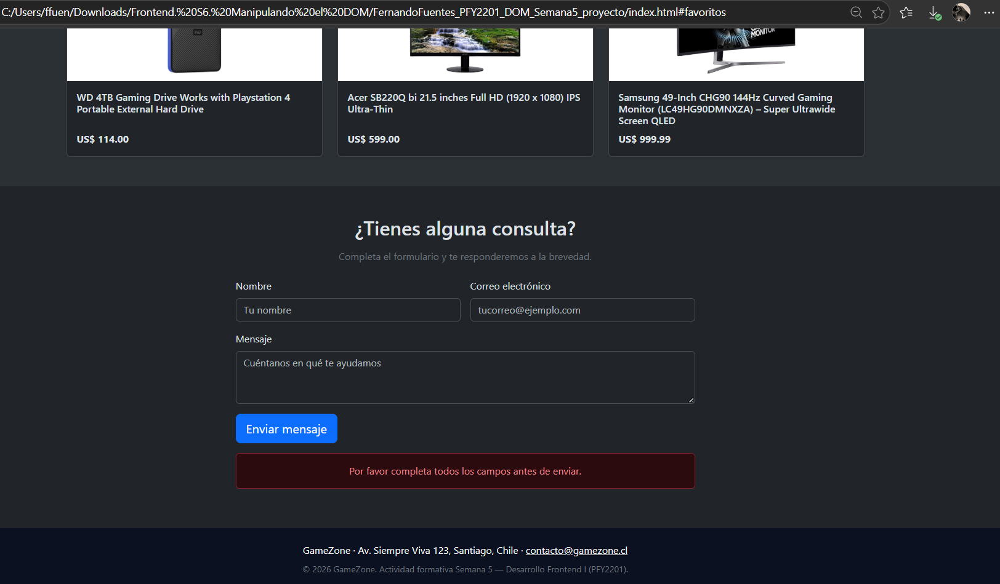 C:/Users/ffuen/Downloads/Frontend.%20S6.%20Manipulando%20el%20DOM/FernandoFuentes_PFY2201_DOM_Semana5_proyecto/index.html#favoritos
WD
MONITOR
WD 4TB Gaming Drive Works with Playstation 4
Portable External Hard Drive
US$ 114.00
Acer SB220Q bi 21.5 inches Full HD (1920 x 1080) IPS
Ultra-Thin
US$ 599.00
Samsung 49-Inch CHG90 144Hz Curved Gaming
Monitor (LC49HG90DMNXZA) – Super Ultrawide
Screen QLED
US$ 999.99
¿Tienes alguna consulta?
Completa el formulario y te responderemos a la brevedad.
Nombre
Tu nombre
Correo electrónico
tucorreo@ejemplo.com
Mensaje
Cuéntanos en qué te ayudamos
Enviar mensaje
Por favor completa todos los campos antes de enviar.
GameZone · Av. Siempre Viva 123, Santiago, Chile · contacto@gamezone.cl
© 2026 GameZone. Actividad formativa Semana 5 — Desarrollo Frontend I (PFY2201).